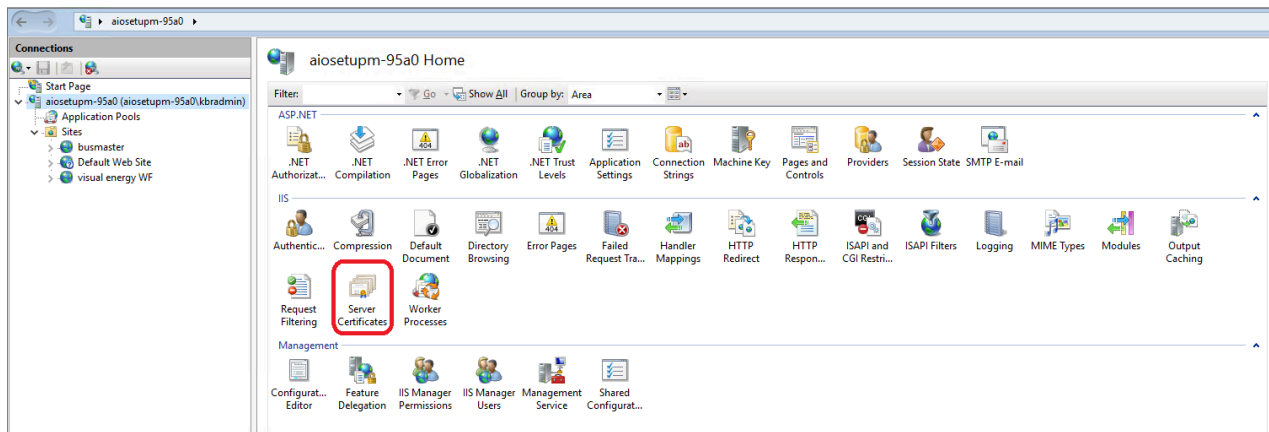 aiosetupm-95a0
Connections
Start Page
aiosetupm-95a0 (aiosetupm-95a0\kbradmin)
Application Pools
Sites
busmaster
Default Web Site
visual energy WF
aiosetupm-95a0 Home
Filter: Go Show All Group by: Area
ASP.NET
.NET Authorizat...
.NET Compilation
404
.NET Error Pages
.NET Globalization
.NET Trust Levels
Application Settings
ab
Connection Strings
Machine Key
Pages and Controls
Providers
Session State
SMTP E-mail
IIS
Authentic...
Compression
Default Document
Directory Browsing
404
Error Pages
Failed Request Tra...
Handler Mappings
HTTP Redirect
HTTP Respon...
CGI
ISAPI and CGI Restri...
ISAPI Filters
Logging
MIME Types
Modules
Output Caching
Request Filtering
Server Certificates
Worker Processes
Management
Configurat... Editor
Feature Delegation
IIS Manager Permissions
IIS Manager Users
Management Service
Shared Configurat...